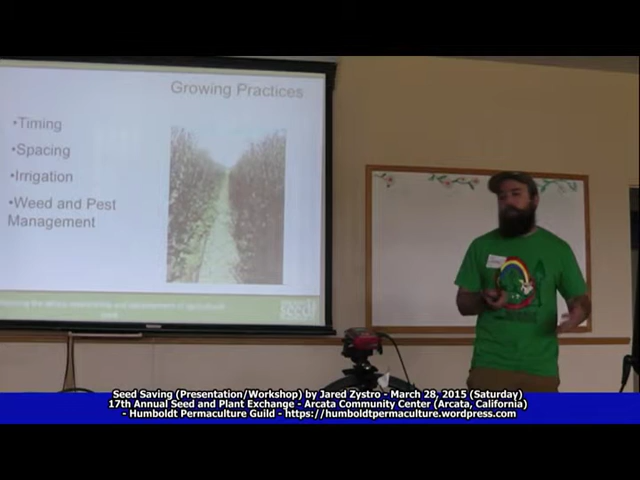 Growing Practices
•Timing
•Spacing
•Irrigation
•Weed and Pest
Management
Seed Saving (Presentation/Workshop) by Jared Zystro - March 28, 2015 (Saturday)
17th Annual Seed and Plant Exchange - Arcata Community Center (Arcata, California)
- Humboldt Permaculture Guild - https://humboldtpermaculture.wordpress.com